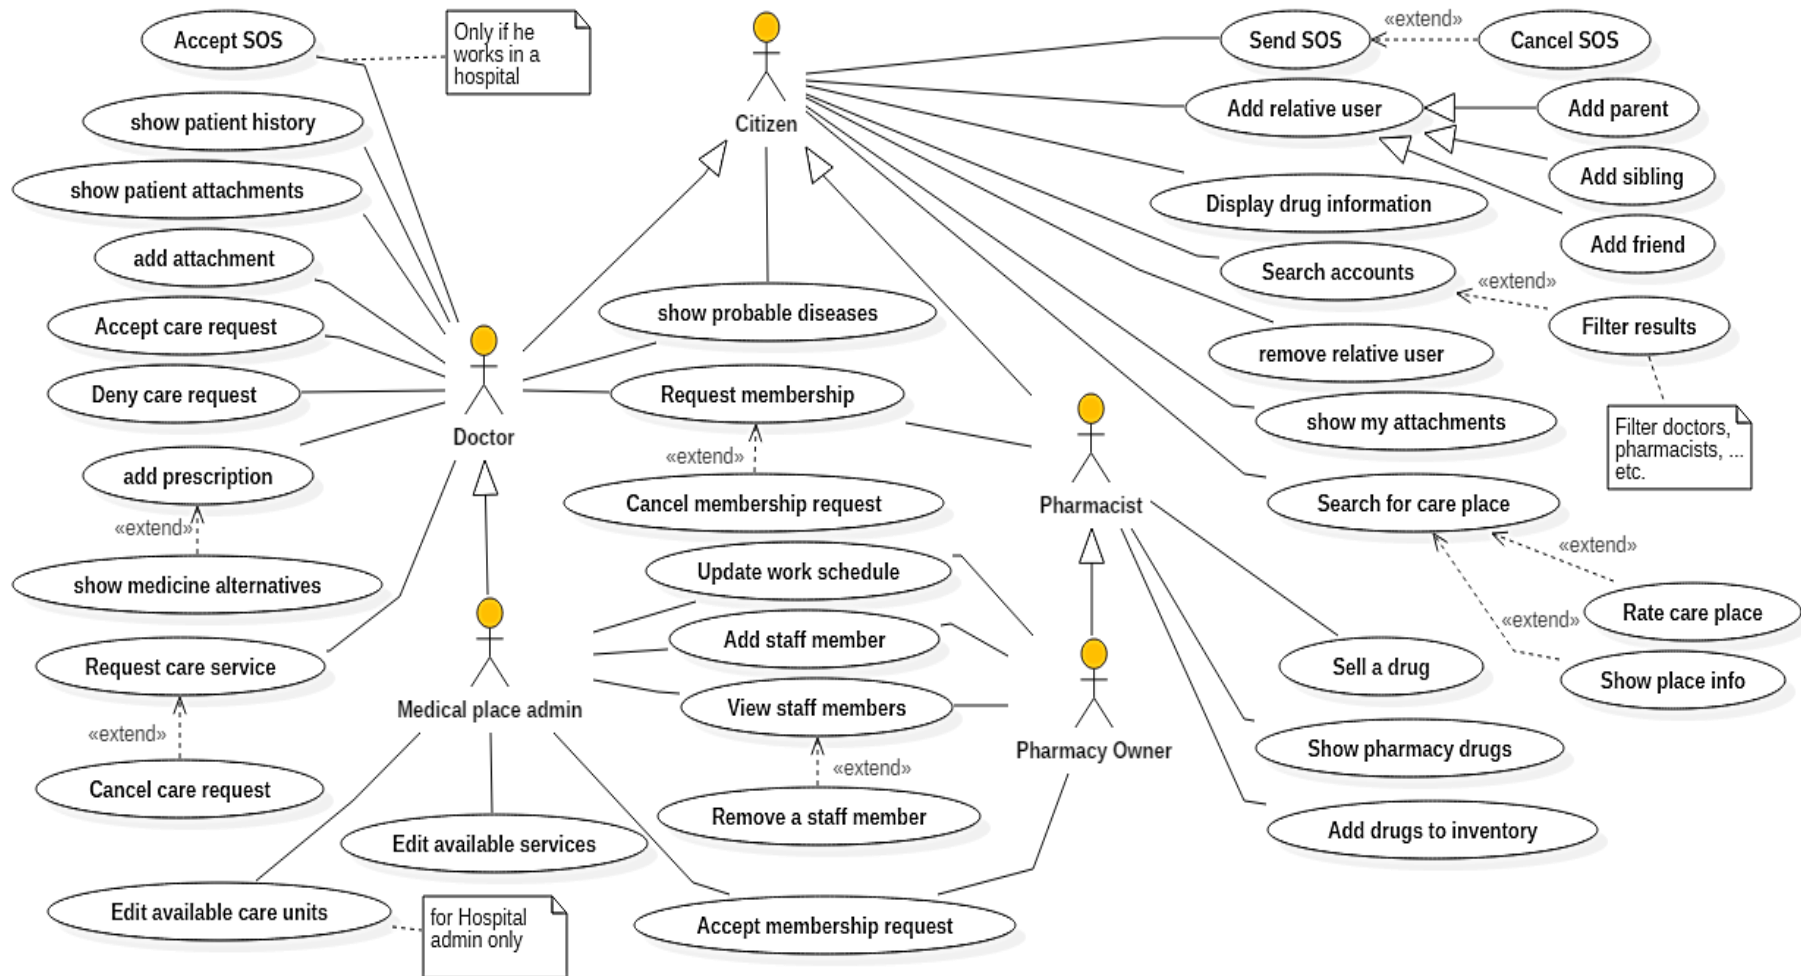 Accept SOS
Only if he
works in a
hospital
Citizen
Send SOS
«extend»
Cancel SOS
show patient history
Add relative user
Add parent
show patient attachments
Add sibling
Display drug information
add attachment
Add friend
Search accounts
«extend»
Accept care request
show probable diseases
Filter results
remove relative user
Deny care request
Doctor
Request membership
show my attachments
Filter doctors,
pharmacists, ...
etc.
«extend»
add prescription
Cancel membership request
Pharmacist
Search for care place
«extend»
«extend»
show medicine alternatives
Update work schedule
Rate care place
«extend»
Add staff member
Request care service
Sell a drug
Show place info
Medical place admin
View staff members
«extend»
Pharmacy Owner
Show pharmacy drugs
«extend»
Cancel care request
Remove a staff member
Add drugs to inventory
Edit available services
Edit available care units
for Hospital
admin only
Accept membership request